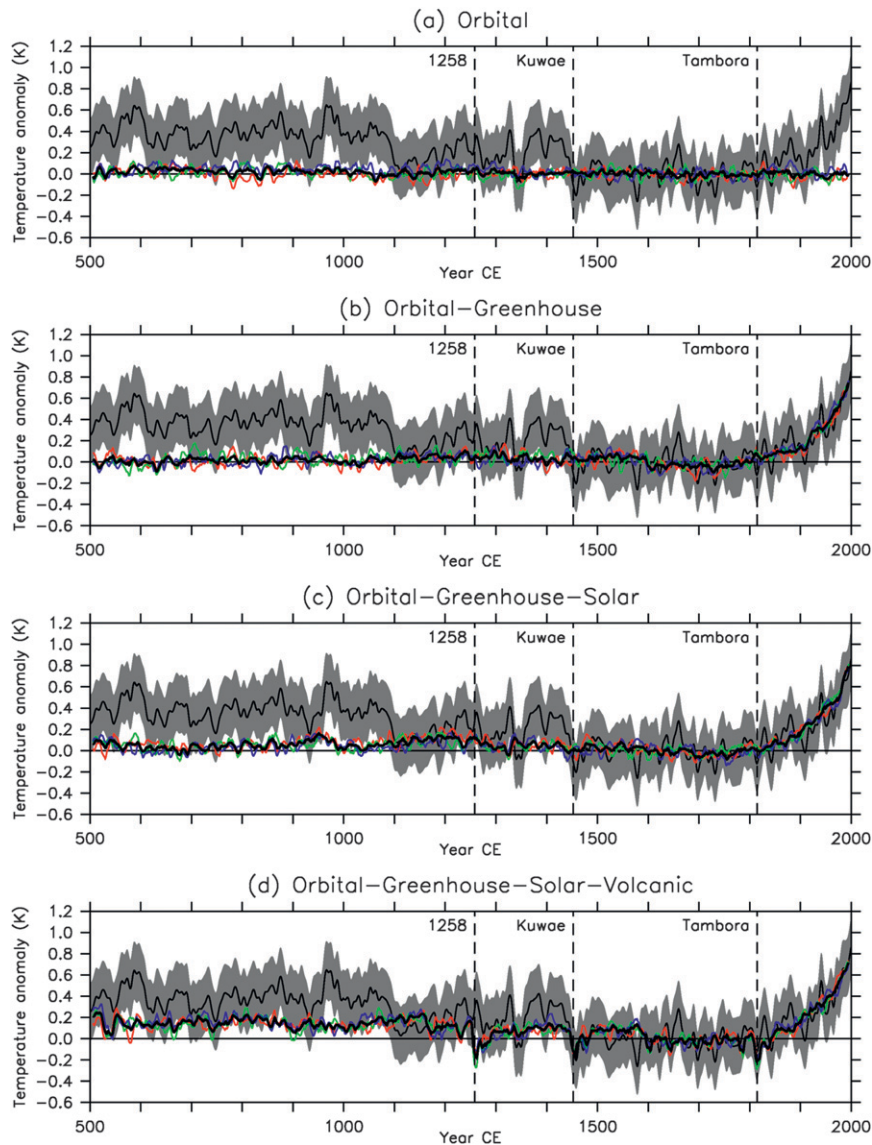 (a) Orbital
Temperature anomaly (K)
1.2
1.0
0.8
0.6
0.4
0.2
0.0
−0.2
−0.4
−0.6
1258 Kuwae Tambora
500 1000 1500 2000
Year CE
(b) Orbital−Greenhouse
Temperature anomaly (K)
1.2
1.0
0.8
0.6
0.4
0.2
0.0
−0.2
−0.4
−0.6
1258 Kuwae Tambora
500 1000 1500 2000
Year CE
(c) Orbital−Greenhouse−Solar
Temperature anomaly (K)
1.2
1.0
0.8
0.6
0.4
0.2
0.0
−0.2
−0.4
−0.6
1258 Kuwae Tambora
500 1000 1500 2000
Year CE
(d) Orbital−Greenhouse−Solar−Volcanic
Temperature anomaly (K)
1.2
1.0
0.8
0.6
0.4
0.2
0.0
−0.2
−0.4
−0.6
1258 Kuwae Tambora
500 1000 1500 2000
Year CE